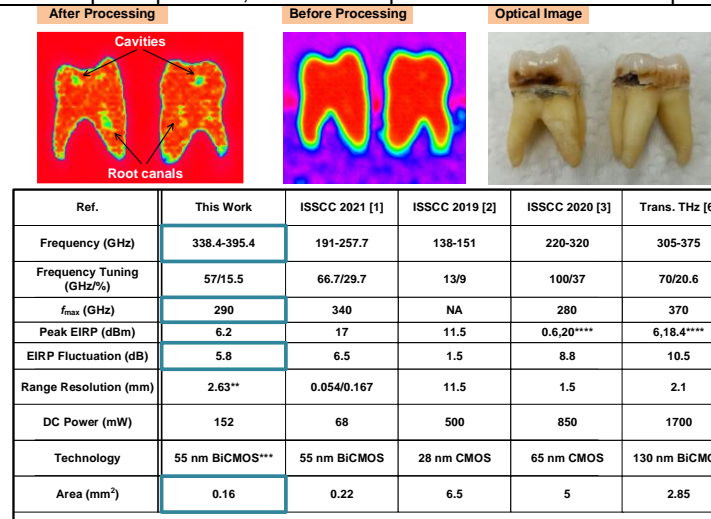 After Processing
Before Processing
Optical Image
Cavities
Root canals
Ref. This Work ISSCC 2021 [1] ISSCC 2019 [2] ISSCC 2020 [3] Trans. THz [6
Frequency (GHz) 338.4-395.4 191-257.7 138-151 220-320 305-375
Frequency Tuning
(GHz/%) 57/15.5 66.7/29.7 13/9 100/37 70/20.6
fmax (GHz) 290 340 NA 280 370
Peak EIRP (dBm) 6.2 17 11.5 0.6,20**** 6,18.4****
EIRP Fluctuation (dB) 5.8 6.5 1.5 8.8 10.5
Range Resolution (mm) 2.63** 0.054/0.167 11.5 1.5 2.1
DC Power (mW) 152 68 500 850 1700
Technology 55 nm BiCMOS*** 55 nm BiCMOS 28 nm CMOS 65 nm CMOS 130 nm BiCMO
Area (mm²) 0.16 0.22 6.5 5 2.85